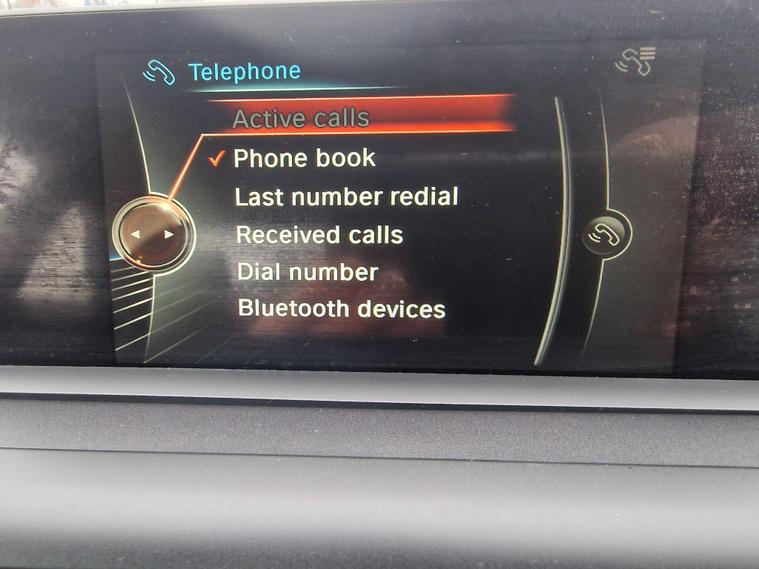 Telephone
Active calls
Phone book
Last number redial
Received calls
Dial number
Bluetooth devices